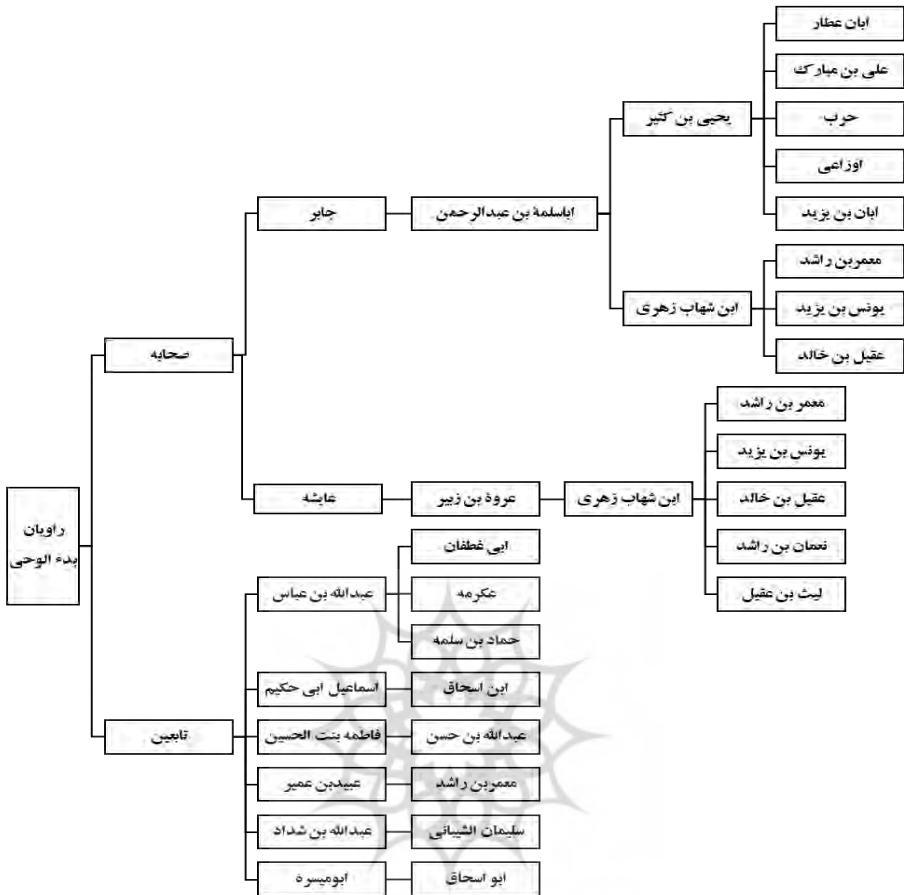 راویان
بدء الوحی
صحابه
جابر
اباسلمة بن عبدالرحمن
یحیی بن کثیر
ابان عطار
علی بن مبارک
حرب
اوزاعی
ابان بن یزید
ابن شهاب زهری
معمربن راشد
یونس بن یزید
عقیل بن خالد
عایشه
عروة بن زبیر
ابن شهاب زهری
معمر بن راشد
یونس بن یزید
عقیل بن خالد
نعمان بن راشد
لیث بن عقیل
تابعین
عبدالله بن عباس
ابی غطفان
عکرمه
حماد بن سلمه
اسماعیل ابی حکیم
ابن اسحاق
فاطمه بنت الحسین
عبدالله بن حسن
عبیدبن عمیر
معمربن راشد
عبدالله بن شداد
سلیمان الشیبانی
ابومیسره
ابو اسحاق